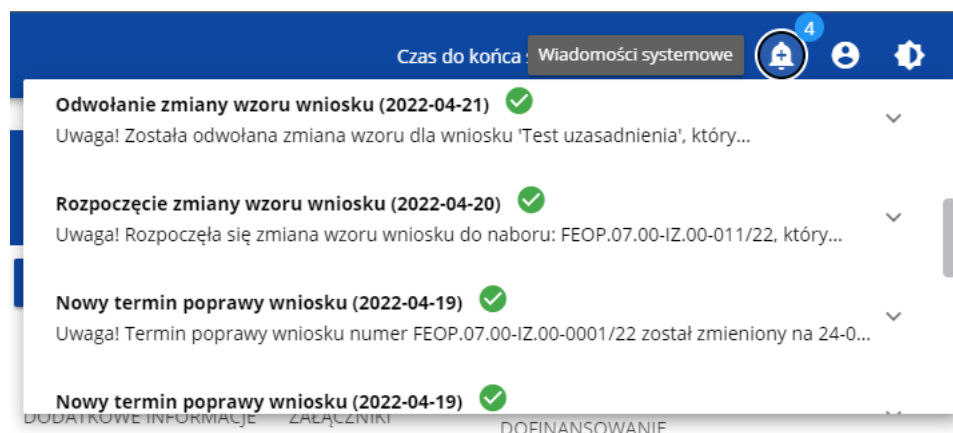 4
Czas do końca Wiadomości systemowe
Odwołanie zmiany wzoru wniosku (2022-04-21)
Uwaga! Została odwołana zmiana wzoru dla wniosku 'Test uzasadnienia', który...
Rozpoczęcie zmiany wzoru wniosku (2022-04-20)
Uwaga! Rozpoczęła się zmiana wzoru wniosku do naboru: FEOP.07.00-IZ.00-011/22, który...
Nowy termin poprawy wniosku (2022-04-19)
Uwaga! Termin poprawy wniosku numer FEOP.07.00-IZ.00-0001/22 został zmieniony na 24-0...
Nowy termin poprawy wniosku (2022-04-19)
DODATKOWE INFORMACJE ZAŁĄCZNIKI
DOFINANSOWANIE